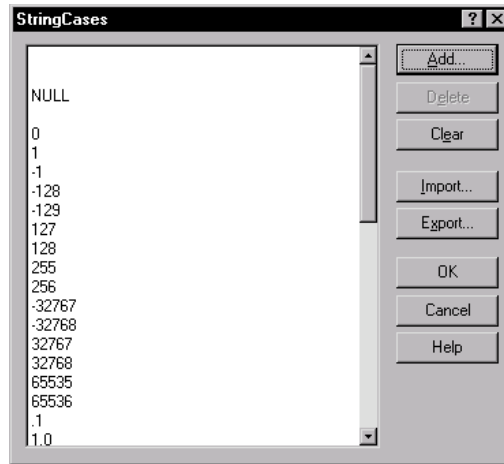 StringCases
NULL
0
1
-1
-128
-129
127
128
255
256
-32767
-32768
32767
32768
65535
65536
.1
1.0
Add...
Delete
Clear
Import...
Export...
OK
Cancel
Help